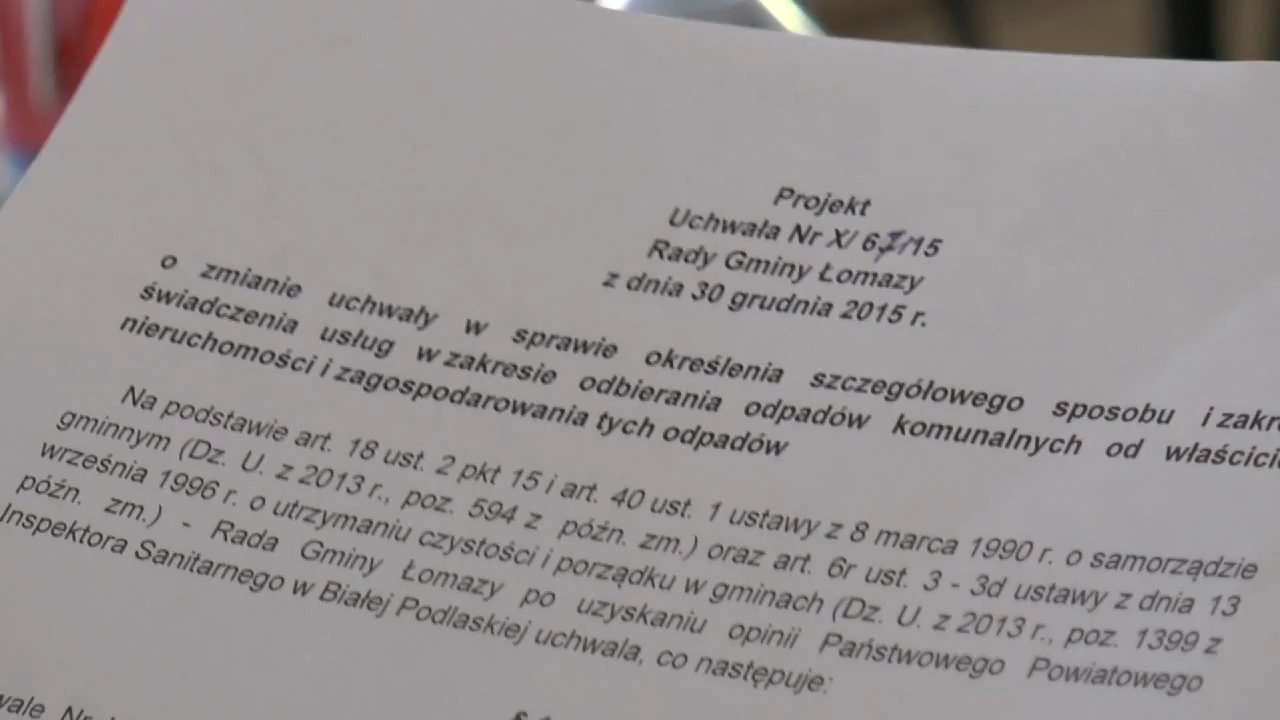 Projekt
Uchwała Nr X/ 67/15
Rady Gminy Łomazy
z dnia 30 grudnia 2015 r.
o zmianie uchwały w sprawie określenia szczegółowego sposobu i zakre
świadczenia usług w zakresie odbierania odpadów komunalnych od właścicie
nieruchomości i zagospodarowania tych odpadów
Na podstawie art. 18 ust. 2 pkt 15 i art. 40 ust. 1 ustawy z 8 marca 1990 r. o samorządzie
gminnym (Dz. U. z 2013 r., poz. 594 z późn. zm.) oraz art. 6r ust. 3 - 3d ustawy z dnia 13
września 1996 r. o utrzymaniu czystości i porządku w gminach (Dz. U. z 2013 r., poz. 1399 z
późn. zm.) - Rada Gminy Łomazy po uzyskaniu opinii Państwowego Powiatowego
Inspektora Sanitarnego w Białej Podlaskiej uchwala, co następuje: